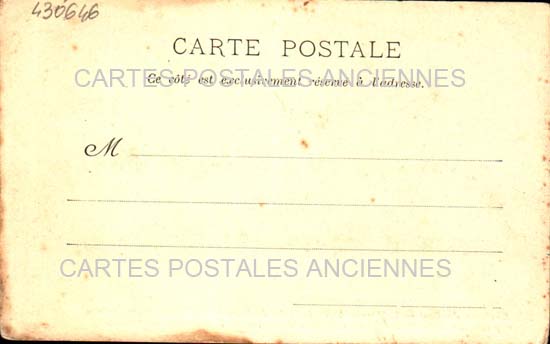 430646
CARTE POSTALE
CARTES POSTALES ANCIENNES
Ce côté est exclusivement réservé à l'adresse.
M
CARTES POSTALES ANCIENNES